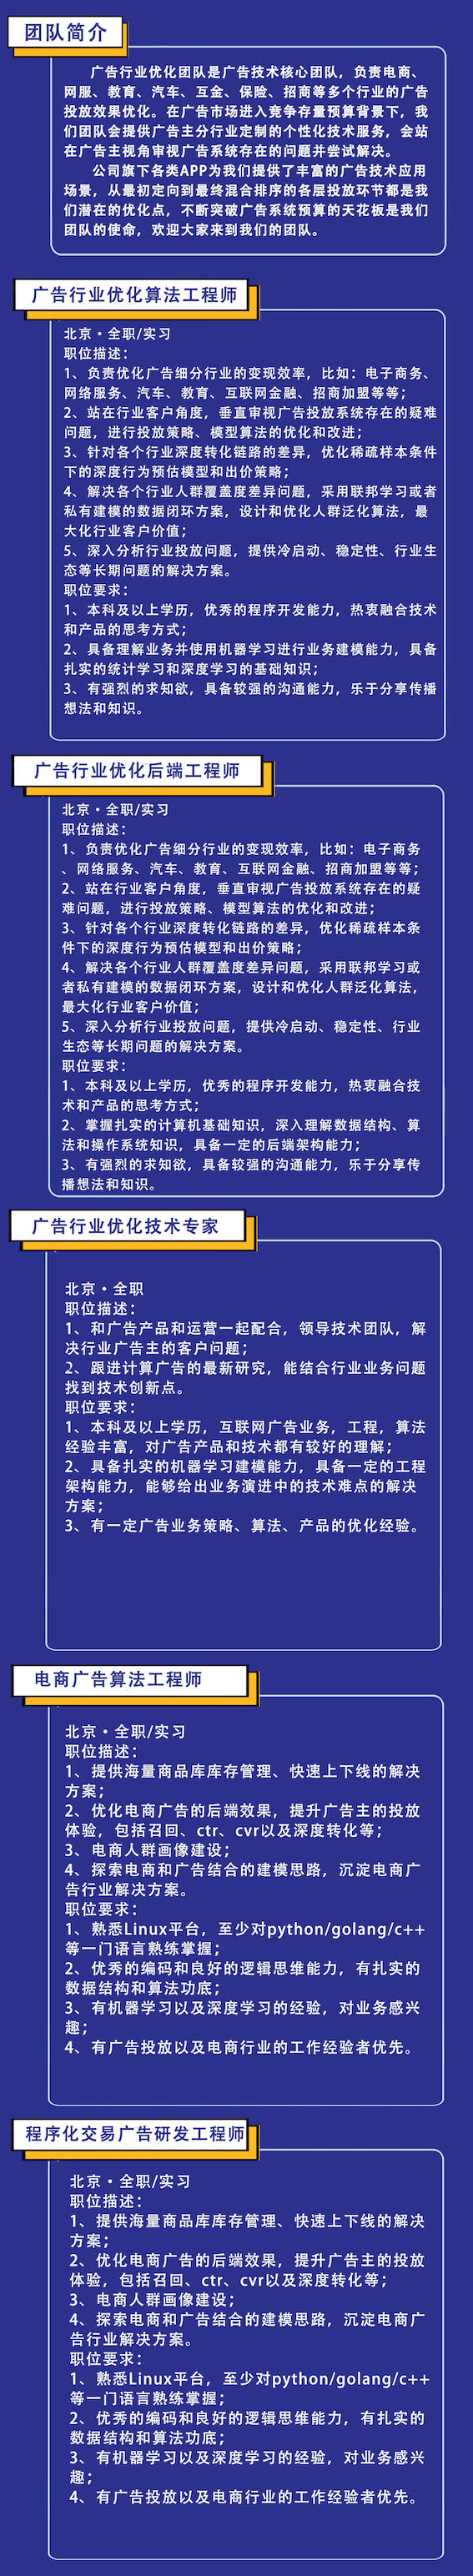 团队简介
广告行业优化团队是广告技术核心团队，负责电商、
网服、教育、汽车、互金、保险、招商等多个行业的广告
投放效果优化。在广告市场进入竞争存量预算背景下，我
们团队会提供广告主分行业定制的个性化技术服务，会站
在广告主视角审视广告系统存在的问题并尝试解决。
公司旗下各类APP为我们提供了丰富的广告技术应用
场景，从最初定向到最终混合排序的各层投放环节都是我
们潜在的优化点，不断突破广告系统预算的天花板是我们
团队的使命，欢迎大家来到我们的团队。
广告行业优化算法工程师
北京·全职/实习
职位描述：
1、负责优化广告细分行业的变现效率，比如：电子商务、
网络服务、汽车、教育、互联网金融、招商加盟等等；
2、站在行业客户角度，垂直审视广告投放系统存在的疑难
问题，进行投放策略、模型算法的优化和改进；
3、针对各个行业深度转化链路的差异，优化稀疏样本条件
下的深度行为预估模型和出价策略；
4、解决各个行业人群覆盖度差异问题，采用联邦学习或者
私有建模的数据闭环方案，设计和优化人群泛化算法，最
大化行业客户价值；
5、深入分析行业投放问题，提供冷启动、稳定性、行业生
态等长期问题的解决方案。
职位要求：
1、本科及以上学历，优秀的程序开发能力，热衷融合技术
和产品的思考方式；
2、具备理解业务并使用机器学习进行业务建模能力，具备
扎实的统计学习和深度学习的基础知识；
3、有强烈的求知欲，具备较强的沟通能力，乐于分享传播
想法和知识。
广告行业优化后端工程师
北京·全职/实习
职位描述：
1、负责优化广告细分行业的变现效率，比如：电子商务
、网络服务、汽车、教育、互联网金融、招商加盟等等；
2、站在行业客户角度，垂直审视广告投放系统存在的疑
难问题，进行投放策略、模型算法的优化和改进；
3、针对各个行业深度转化链路的差异，优化稀疏样本条
件下的深度行为预估模型和出价策略；
4、解决各个行业人群覆盖度差异问题，采用联邦学习或
者私有建模的数据闭环方案，设计和优化人群泛化算法，
最大化行业客户价值；
5、深入分析行业投放问题，提供冷启动、稳定性、行业
生态等长期问题的解决方案。
职位要求：
1、本科及以上学历，优秀的程序开发能力，热衷融合技
术和产品的思考方式；
2、掌握扎实的计算机基础知识，深入理解数据结构、算
法和操作系统知识，具备一定的后端架构能力；
3、有强烈的求知欲，具备较强的沟通能力，乐于分享传
播想法和知识。
广告行业优化技术专家
北京·全职
职位描述：
1、和广告产品和运营一起配合，领导技术团队，解
决行业广告主的客户问题；
2、跟进计算广告的最新研究，能结合行业业务问题
找到技术创新点。
职位要求：
1、本科及以上学历，互联网广告业务，工程，算法
经验丰富，对广告产品和技术都有较好的理解；
2、具备扎实的机器学习建模能力，具备一定的工程
架构能力，能够给出业务演进中的技术难点的解决
方案；
3、有一定广告业务策略、算法、产品的优化经验。
电商广告算法工程师
北京·全职/实习
职位描述：
1、提供海量商品库库存管理、快速上下线的解决
方案；
2、优化电商广告的后端效果，提升广告主的投放
体验，包括召回、ctr、cvr以及深度转化等；
3、电商人群画像建设；
4、探索电商和广告结合的建模思路，沉淀电商广
告行业解决方案。
职位要求：
1、熟悉Linux平台，至少对python/golang/c++
等一门语言熟练掌握；
2、优秀的编码和良好的逻辑思维能力，有扎实的
数据结构和算法功底；
3、有机器学习以及深度学习的经验，对业务感兴
趣；
4、有广告投放以及电商行业的工作经验者优先。
程序化交易广告研发工程师
北京·全职/实习
职位描述：
1、提供海量商品库库存管理、快速上下线的解决
方案；
2、优化电商广告的后端效果，提升广告主的投放
体验，包括召回、ctr、cvr以及深度转化等；
3、电商人群画像建设；
4、探索电商和广告结合的建模思路，沉淀电商广
告行业解决方案。
职位要求：
1、熟悉Linux平台，至少对python/golang/c++
等一门语言熟练掌握；
2、优秀的编码和良好的逻辑思维能力，有扎实的
数据结构和算法功底；
3、有机器学习以及深度学习的经验，对业务感兴
趣；
4、有广告投放以及电商行业的工作经验者优先。